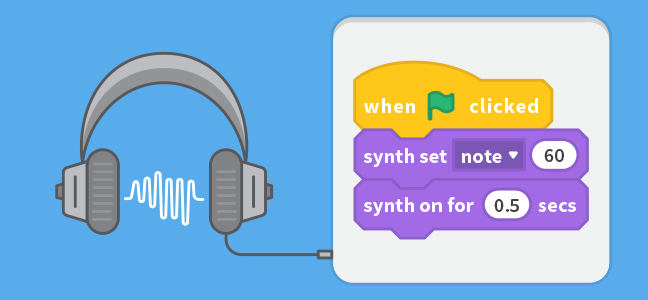 when clicked
synth set note 60
synth on for 0.5 secs